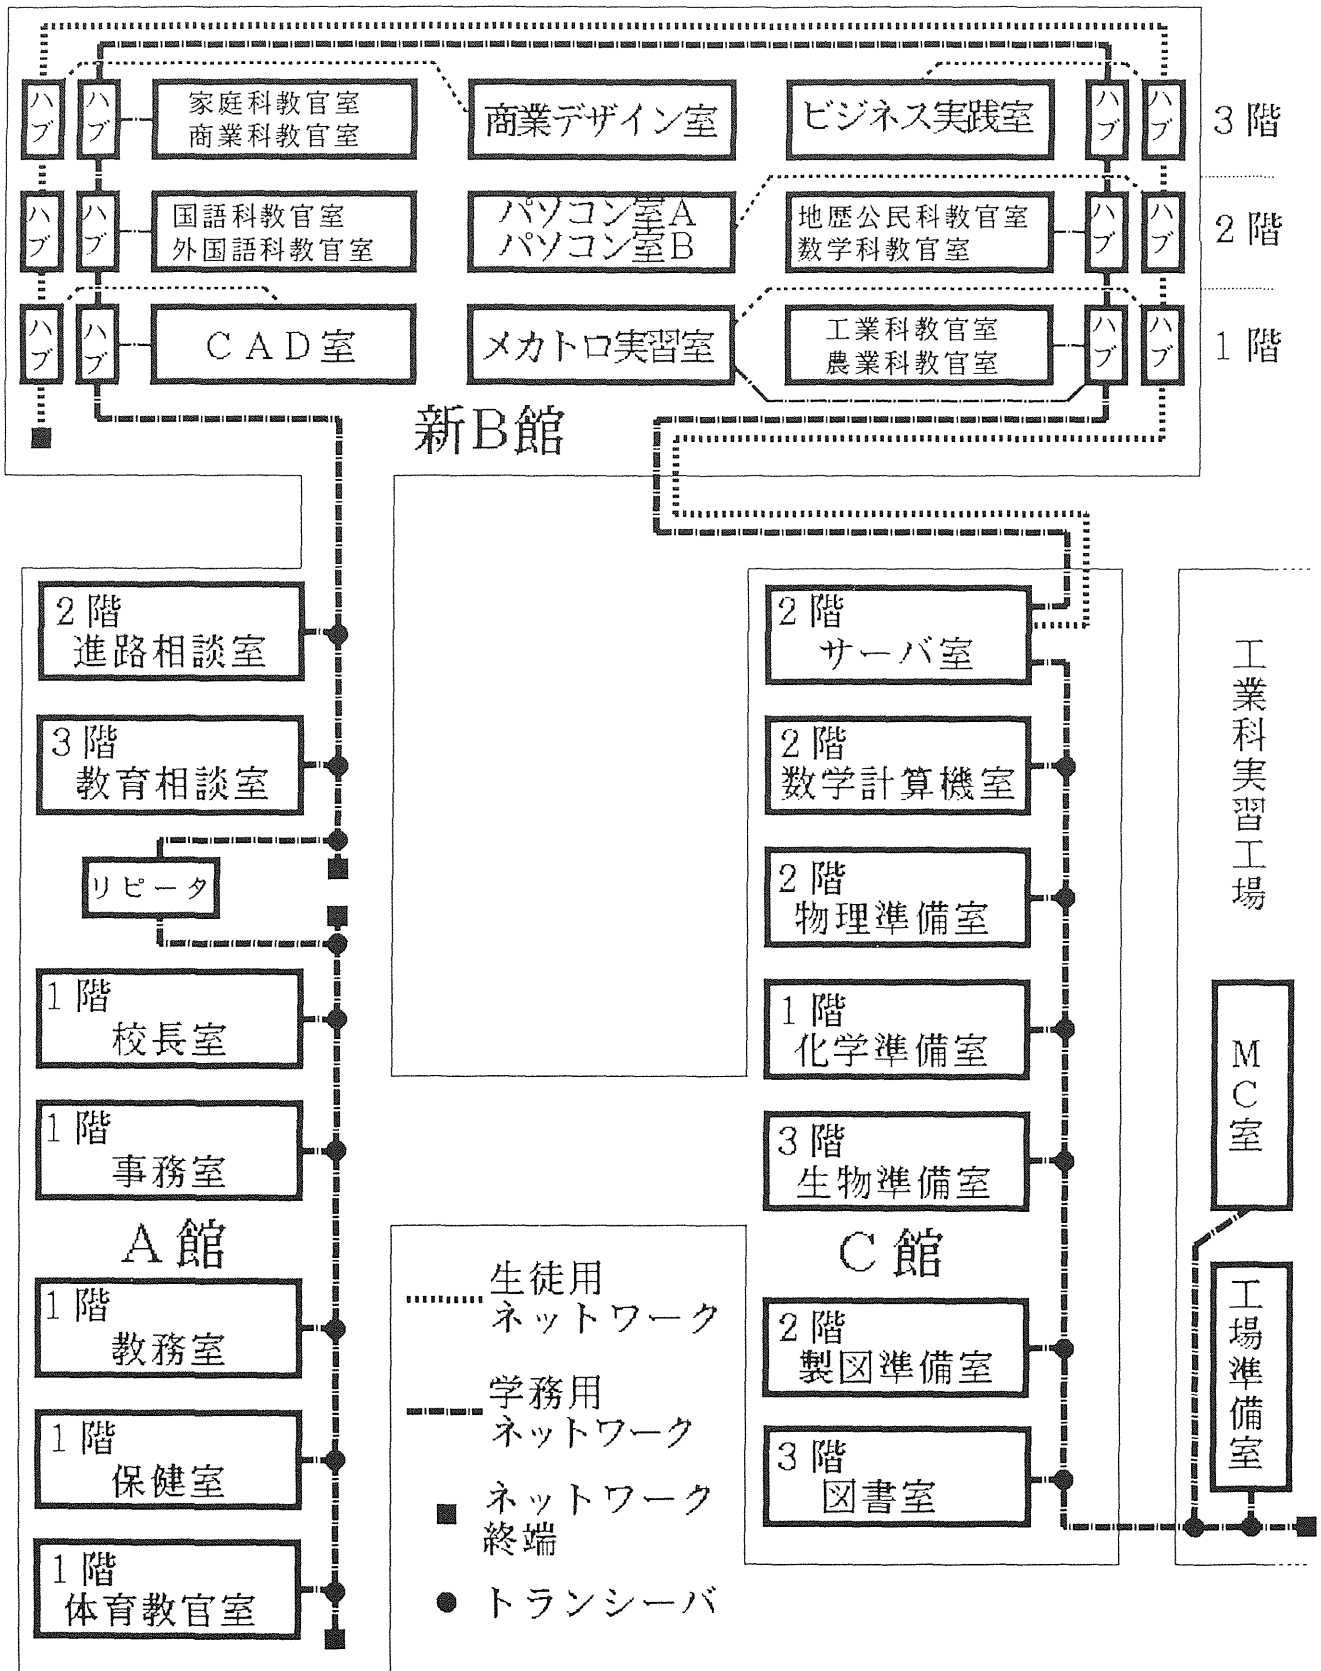 ハブ
ハブ
家庭科教官室
商業科教官室
商業デザイン室
ビジネス実践室
ハブ
ハブ
3階
ハブ
ハブ
国語科教官室
外国語科教官室
パソコン室A
パソコン室B
地歴公民科教官室
数学科教官室
ハブ
ハブ
2階
ハブ
ハブ
CAD室
メカトロ実習室
工業科教官室
農業科教官室
ハブ
ハブ
1階
新B館
2階
進路相談室
3階
教育相談室
リピータ
1階
校長室
1階
事務室
A館
1階
教務室
1階
保健室
1階
体育教官室
2階
サーバ室
2階
数学計算機室
2階
物理準備室
1階
化学準備室
3階
生物準備室
C館
2階
製図準備室
3階
図書室
工業科実習工場
MC室
工場準備室
生徒用
ネットワーク
学務用
ネットワーク
ネットワーク
終端
トランシーバ